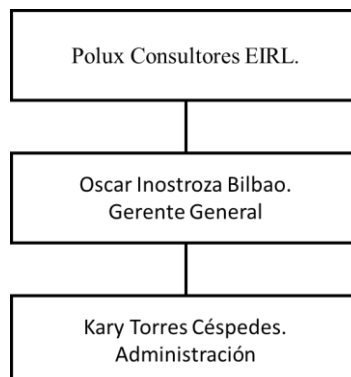 Polux Consultores EIRL.
Oscar Inostroza Bilbao.
Gerente General
Kary Torres Céspedes.
Administración